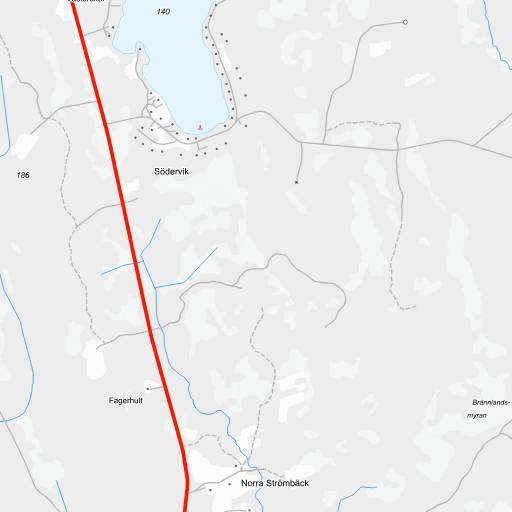 140
186
Södervik
Fagerhult
Brännlands-
myran
Norra Strömbäck